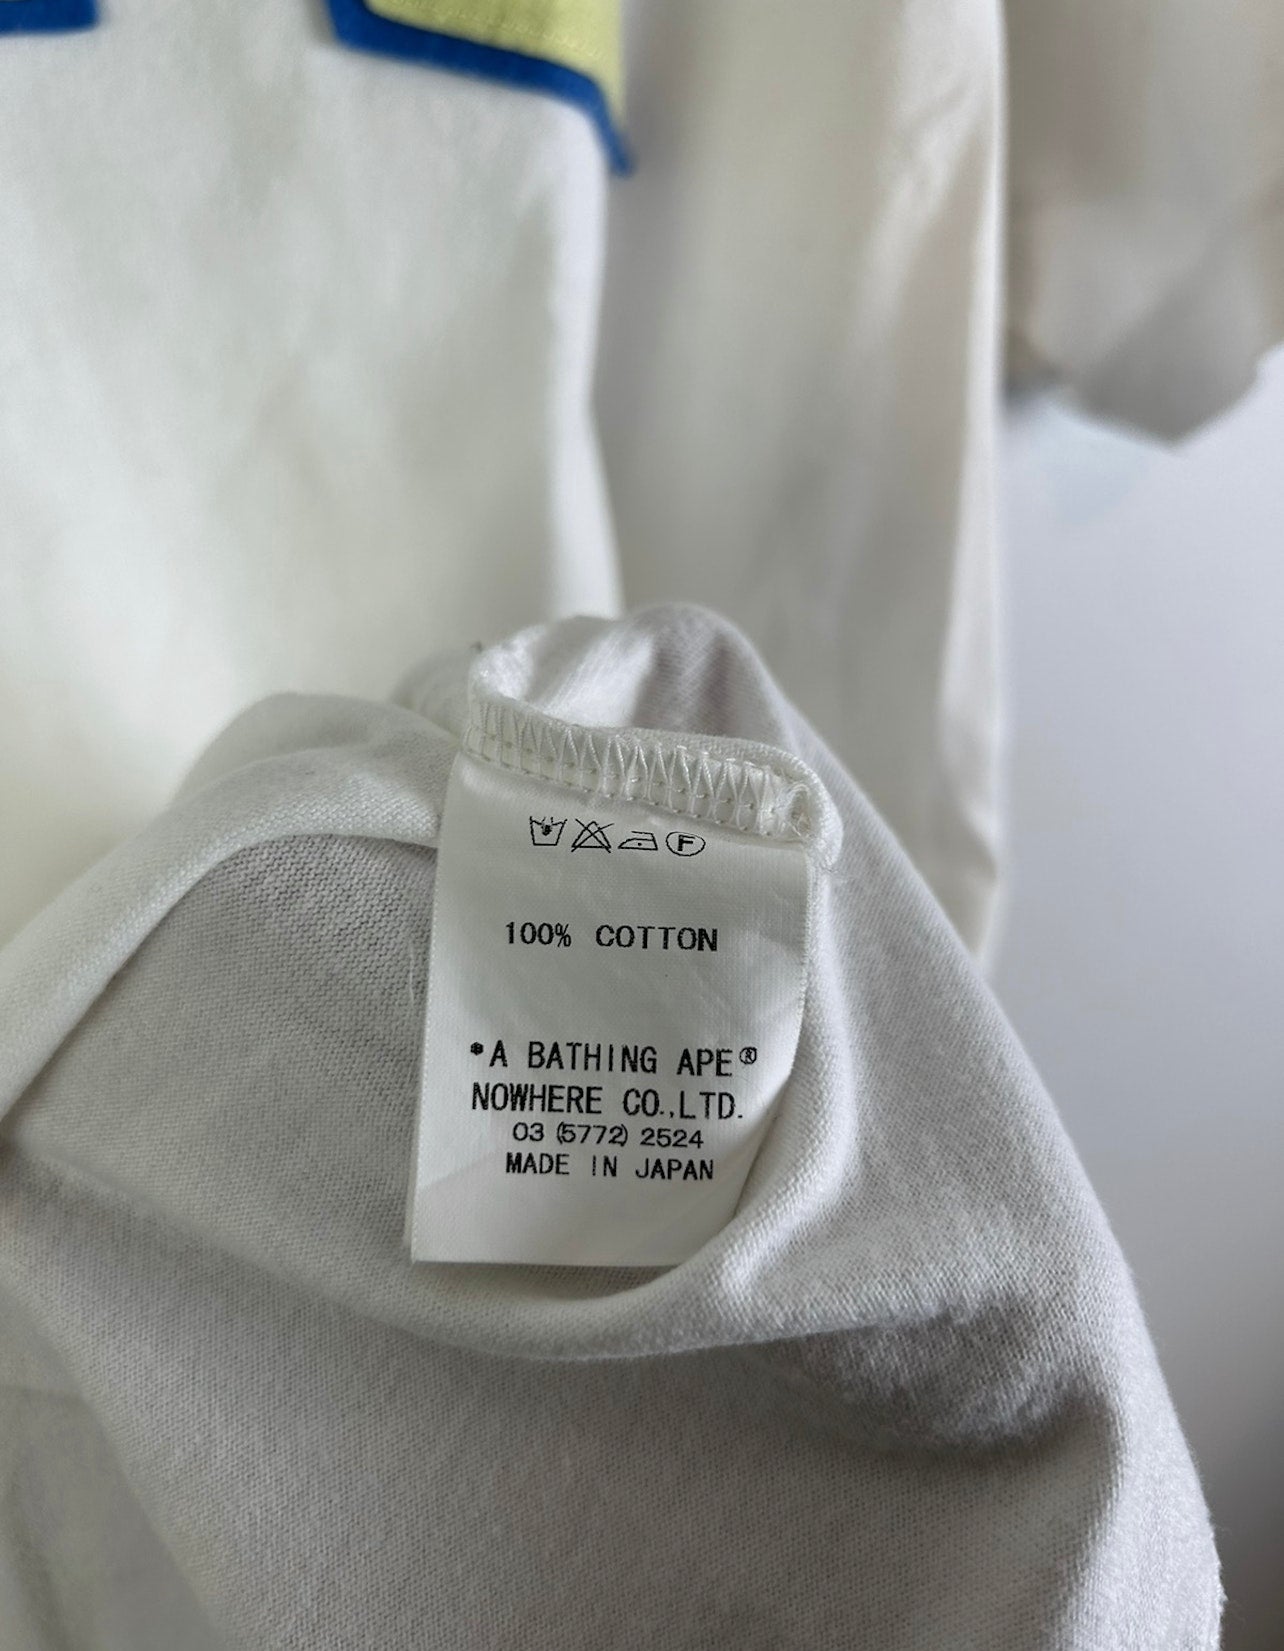 F
100% COTTON
*A BATHING APE®
NOWHERE CO.,LTD.
03 (5772) 2524
MADE IN JAPAN